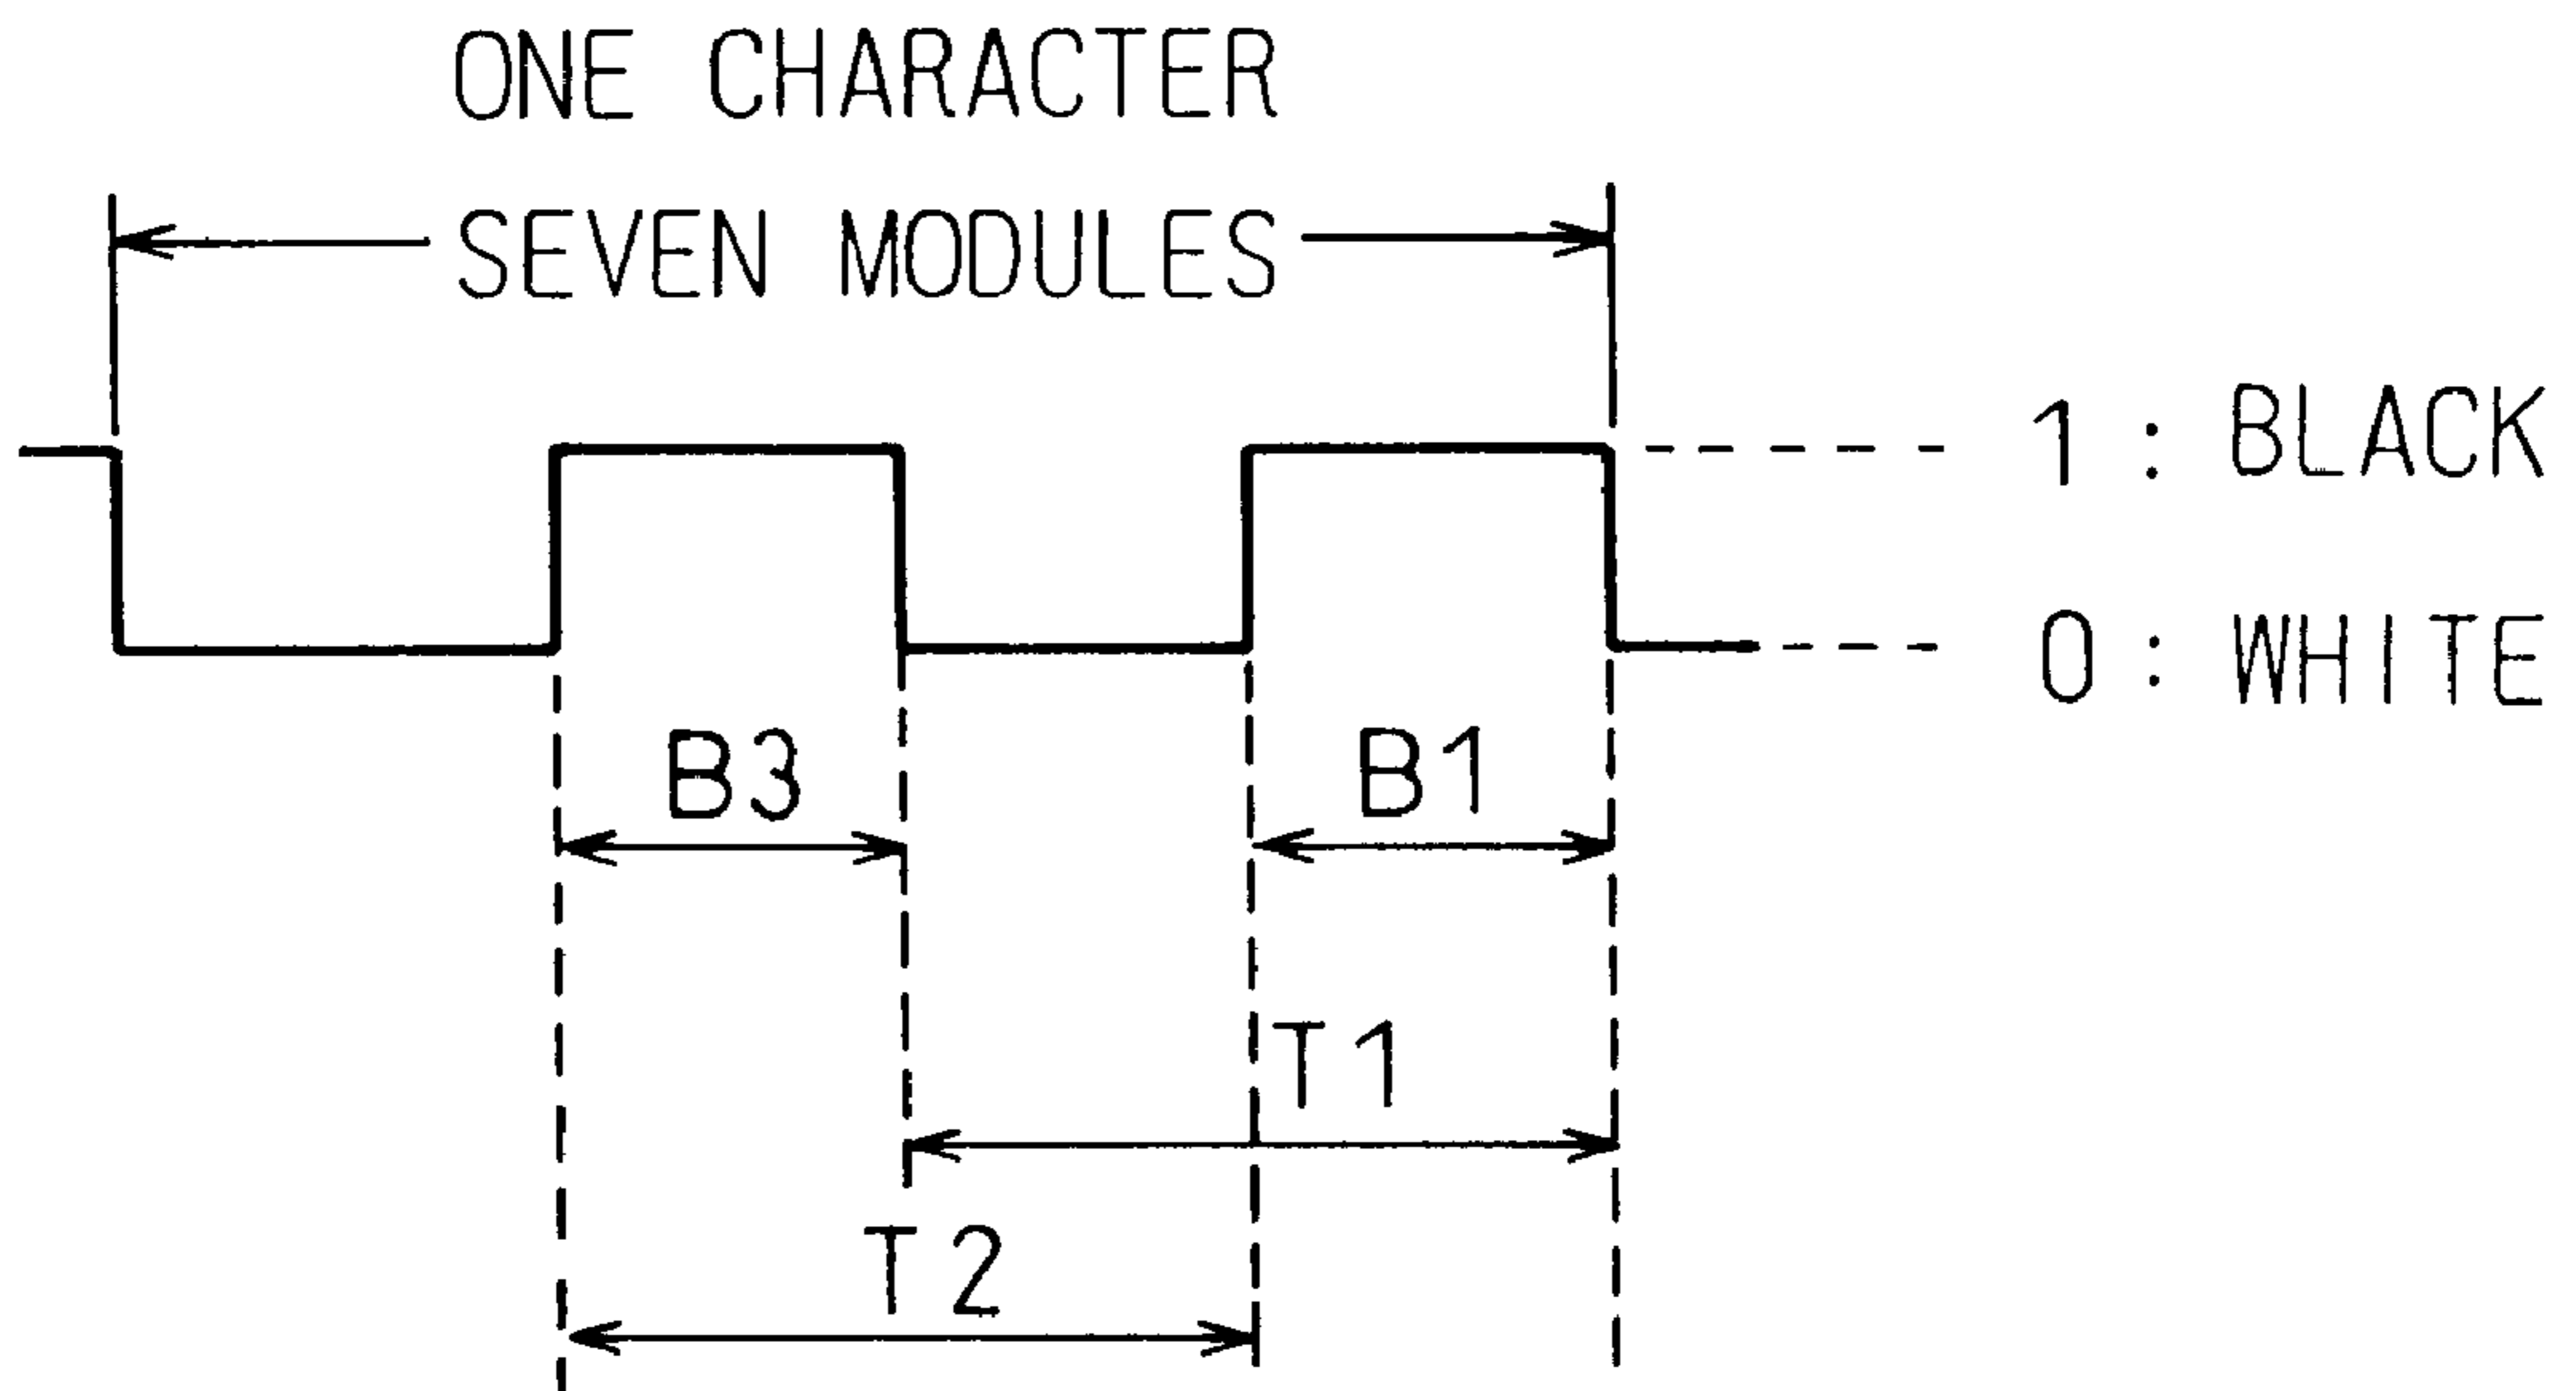 ONE CHARACTER
SEVEN MODULES
1 : BLACK
0 : WHITE
B3
B1
T1
T2